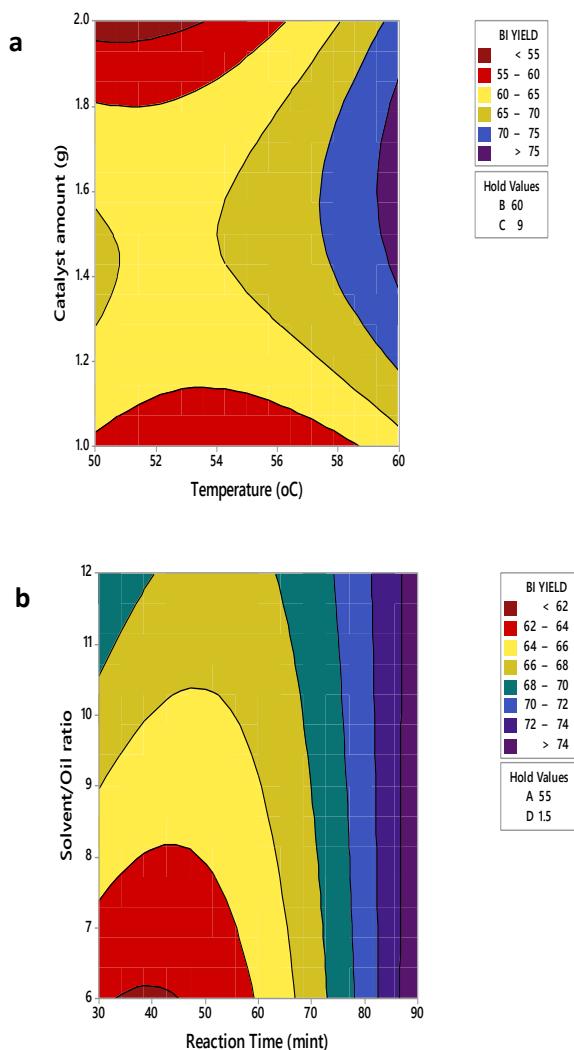 a
2.0
1.8
1.6
1.4
1.2
1.0
Catalyst amount (g)
50 52 54 56 58 60
Temperature (oC)
BI YIELD
< 55
55 – 60
60 – 65
65 – 70
70 – 75
> 75
Hold Values
B 60
C 9
b
12
11
10
9
8
7
6
Solvent/Oil ratio
30 40 50 60 70 80 90
Reaction Time (mint)
BI YIELD
< 62
62 – 64
64 – 66
66 – 68
68 – 70
70 – 72
72 – 74
> 74
Hold Values
A 55
D 1.5